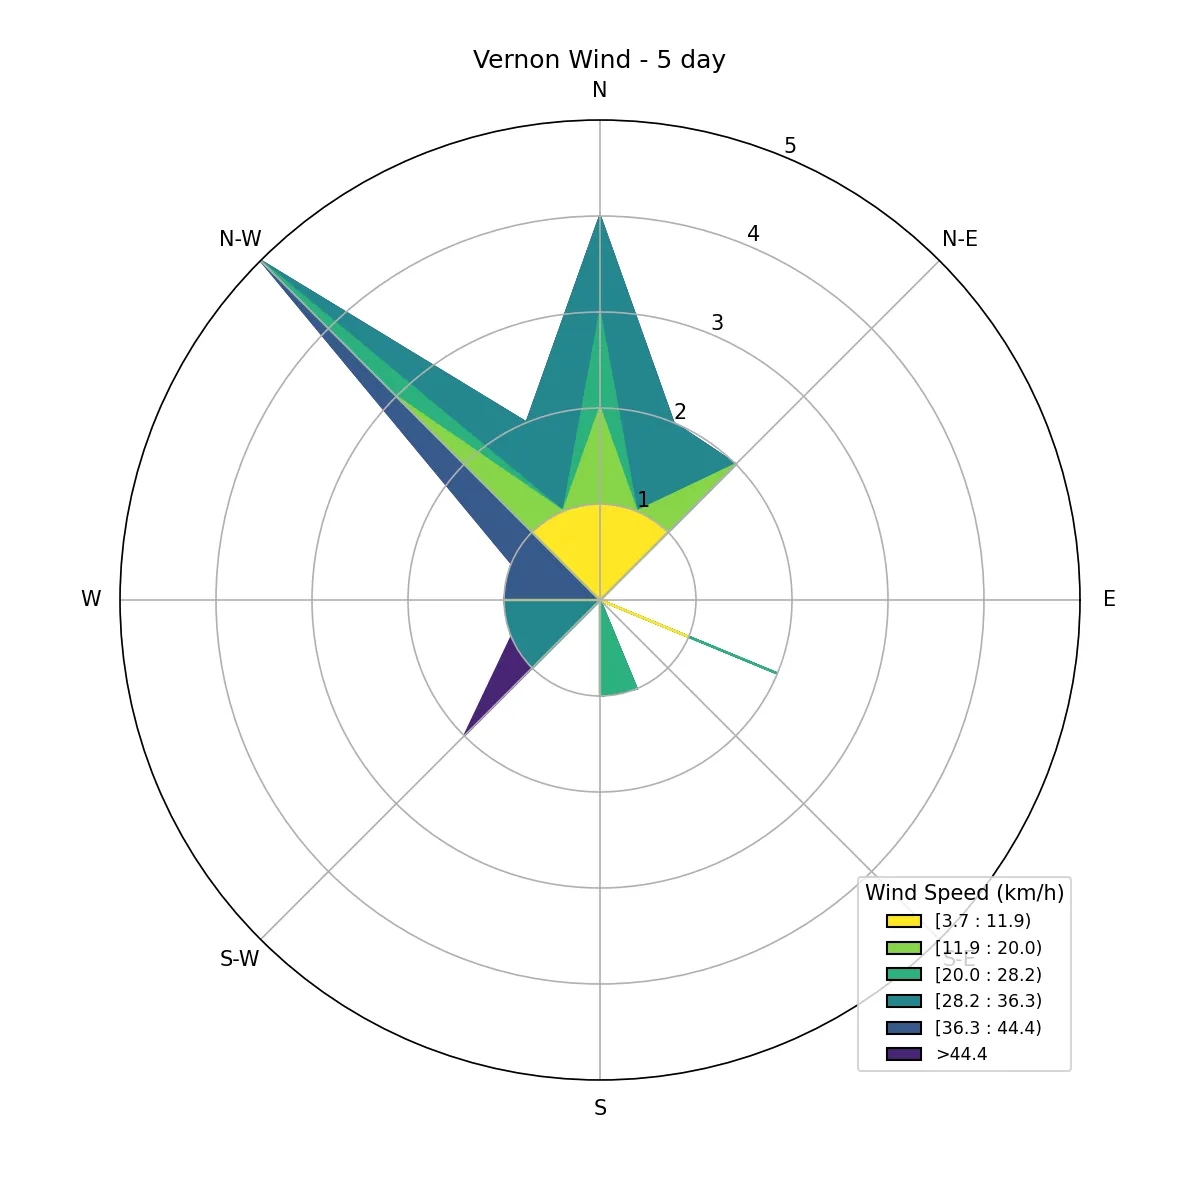 Vernon Wind - 5 day
N
5
N-W
N-E
4
3
2
1
W
E
S-W
S-E
S
Wind Speed (km/h)
[3.7 : 11.9)
[11.9 : 20.0)
[20.0 : 28.2)
[28.2 : 36.3)
[36.3 : 44.4)
>44.4